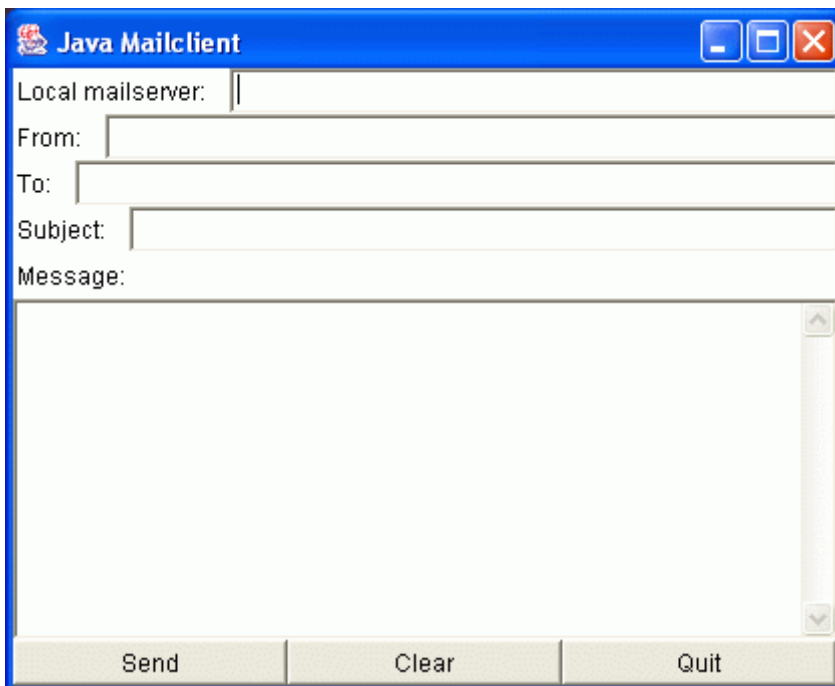 Java Mailclient
Local mailserver:
From:
To:
Subject:
Message:
Send Clear Quit